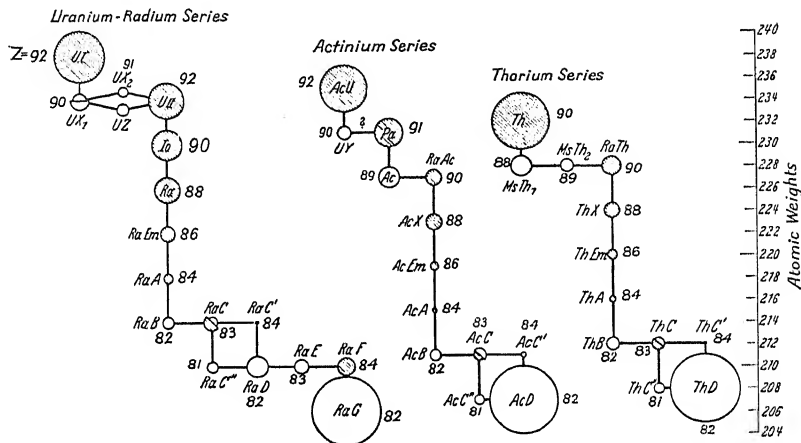 Uranium-Radium Series
Z=92
UI
90
UX₁
91
UX₂
UZ
92
UII
Io
90
Ra
88
RaEm
86
RaA
84
RaB
82
RaC
83
RaC'
84
81
RaC"
RaD
82
RaE
83
RaF
84
RaG
82
Actinium Series
92
AcU
90
UY
?
Pa
91
89
Ac
RaAc
90
AcX
88
AcEm
86
AcA
84
AcB
82
83
AcC
84
AcC'
AcC"
81
AcD
82
Thorium Series
Th
90
88
MsTh₁
MsTh₂
89
RaTh
90
ThX
88
ThEm
86
ThA
84
ThB
82
ThC
83
ThC'
84
ThC"
81
ThD
82
240
238
236
234
232
230
228
226
224
222
220
218
216
214
212
210
208
206
204
Atomic Weights